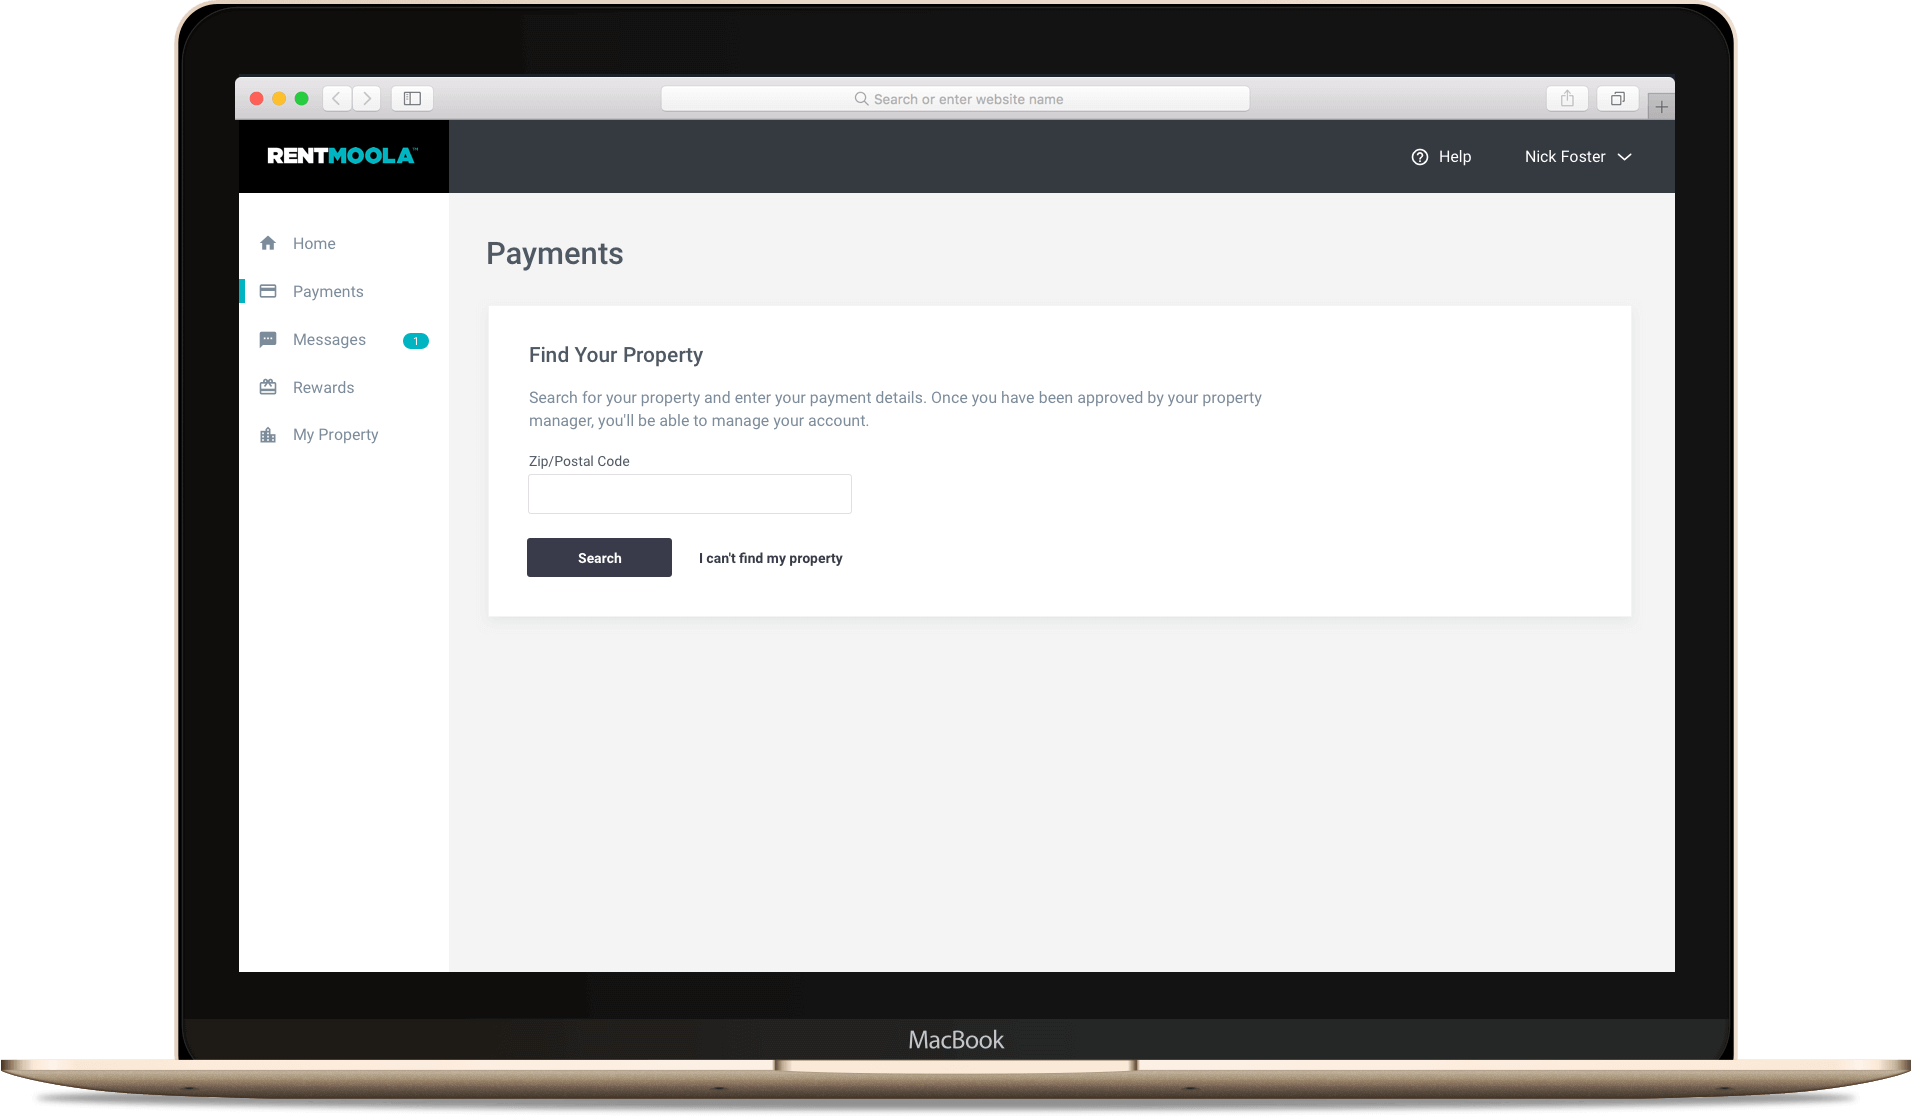 Search or enter website name
RENTMOOLA™
Help
Nick Foster
Home
Payments
Messages
1
Rewards
My Property
Payments
Find Your Property
Search for your property and enter your payment details. Once you have been approved by your property
manager, you'll be able to manage your account.
Zip/Postal Code
Search
I can't find my property
MacBook